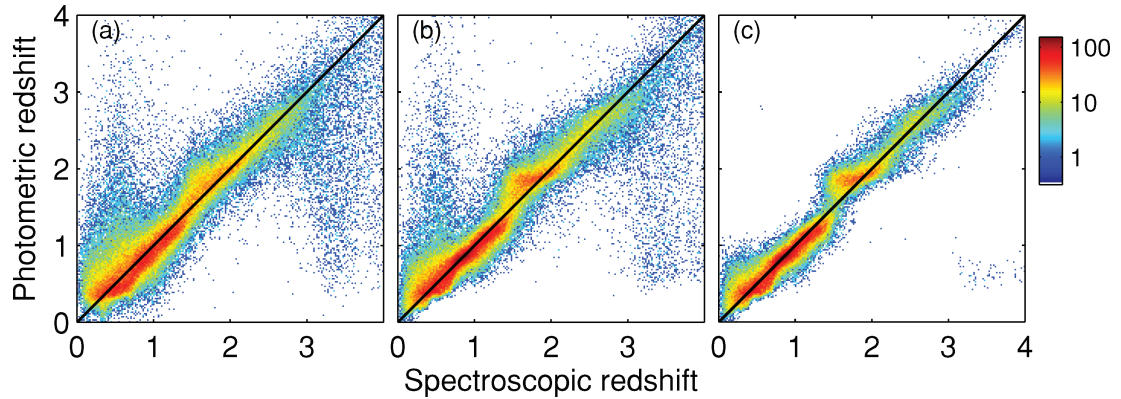 (a) (b) (c)
Photometric redshift
4
3
2
1
0
0 1 2 3 0 1 2 3 0 1 2 3 4
Spectroscopic redshift
100
10
1